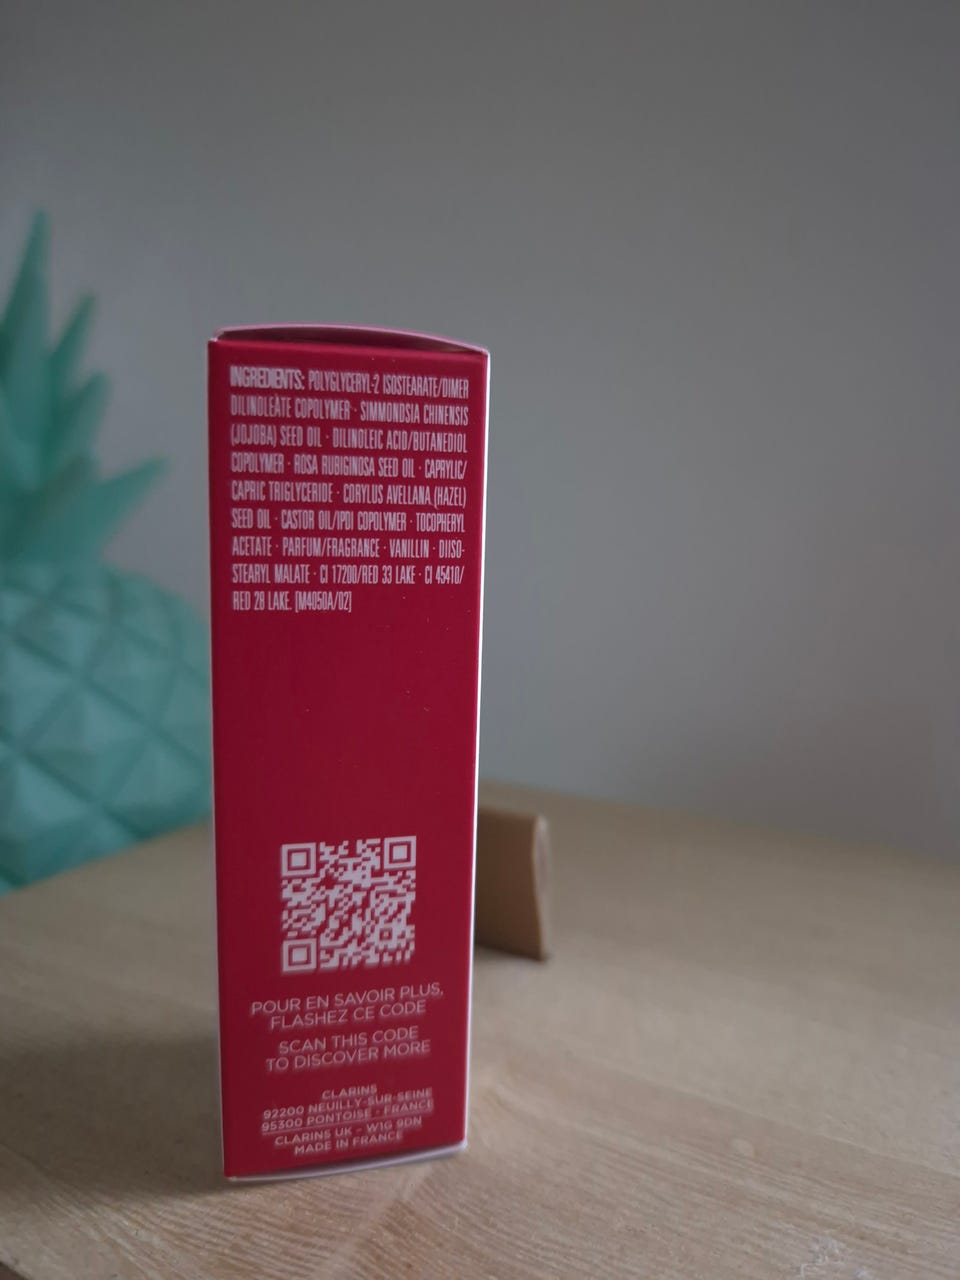 INGREDIENTS: POLYGLYCERYL-2 ISOSTEARATE/DIMER
DILINOLEATE COPOLYMER · SIMMONDSIA CHINENSIS
(JOJOBA) SEED OIL · DILINOLEIC ACID/BUTANEDIOL
COPOLYMER · ROSA RUBIGINOSA SEED OIL · CAPRYLIC/
CAPRIC TRIGLYCERIDE · CORYLUS AVELLANA (HAZEL)
SEED OIL · CASTOR OIL/IPDI COPOLYMER · TOCOPHERYL
ACETATE · PARFUM/FRAGRANCE · VANILLIN · DIISO-
STEARYL MALATE · CI 17200/RED 33 LAKE · CI 45410/
RED 28 LAKE. [M4050A/02]
POUR EN SAVOIR PLUS,
FLASHEZ CE CODE
SCAN THIS CODE
TO DISCOVER MORE
CLARINS
92200 NEUILLY-SUR-SEINE
95300 PONTOISE · FRANCE
CLARINS UK – W1G 9DN
MADE IN FRANCE